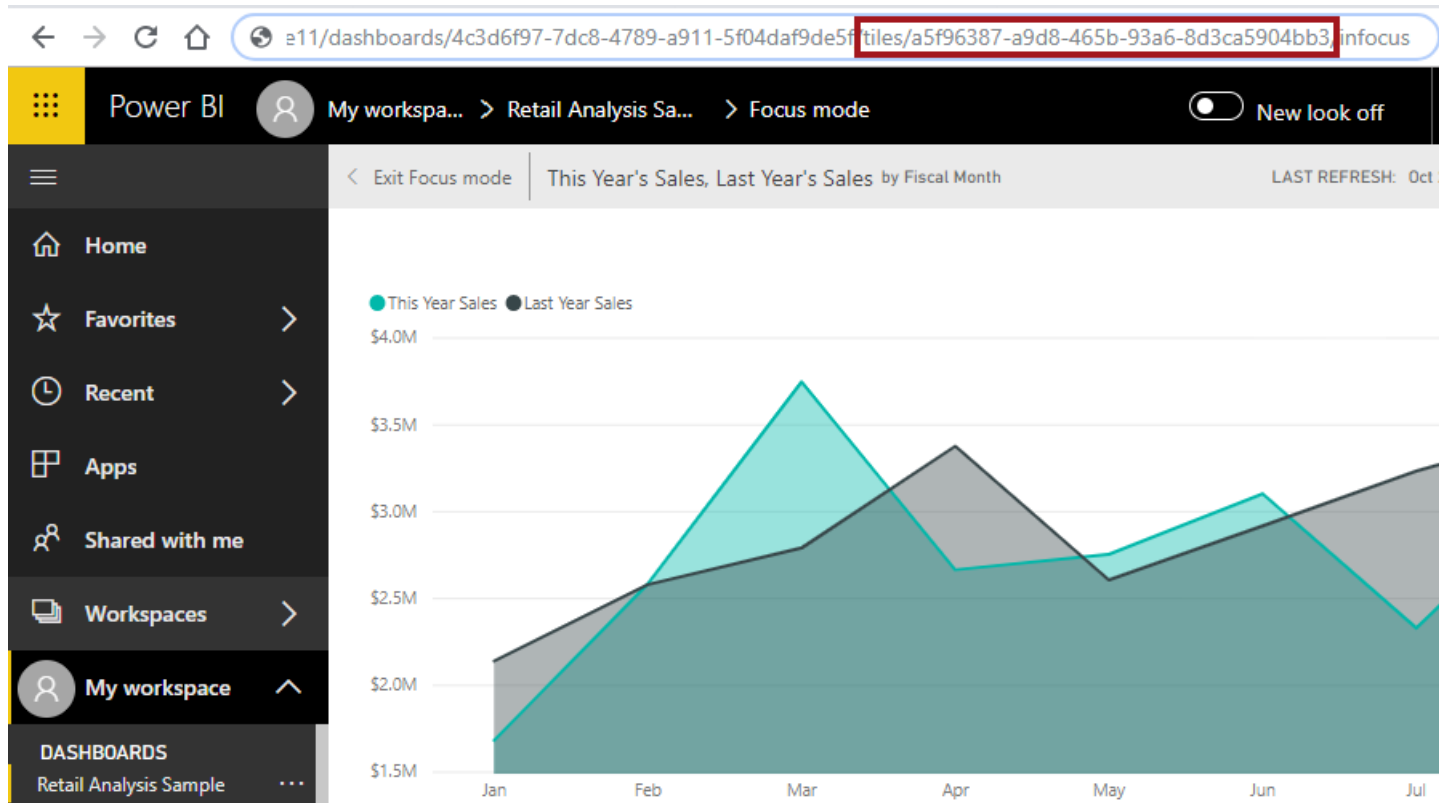 e11/dashboards/4c3d6f97-7dc8-4789-a911-5f04daf9de5f/tiles/a5f96387-a9d8-465b-93a6-8d3ca5904bb3/infocus
Power BI My workspa... > Retail Analysis Sa... > Focus mode New look off
< Exit Focus mode This Year's Sales, Last Year's Sales by Fiscal Month LAST REFRESH: Oct
Home
Favorites
Recent
Apps
Shared with me
Workspaces
My workspace
DASHBOARDS
Retail Analysis Sample ...
This Year Sales Last Year Sales
$4.0M
$3.5M
$3.0M
$2.5M
$2.0M
$1.5M
Jan Feb Mar Apr May Jun Jul